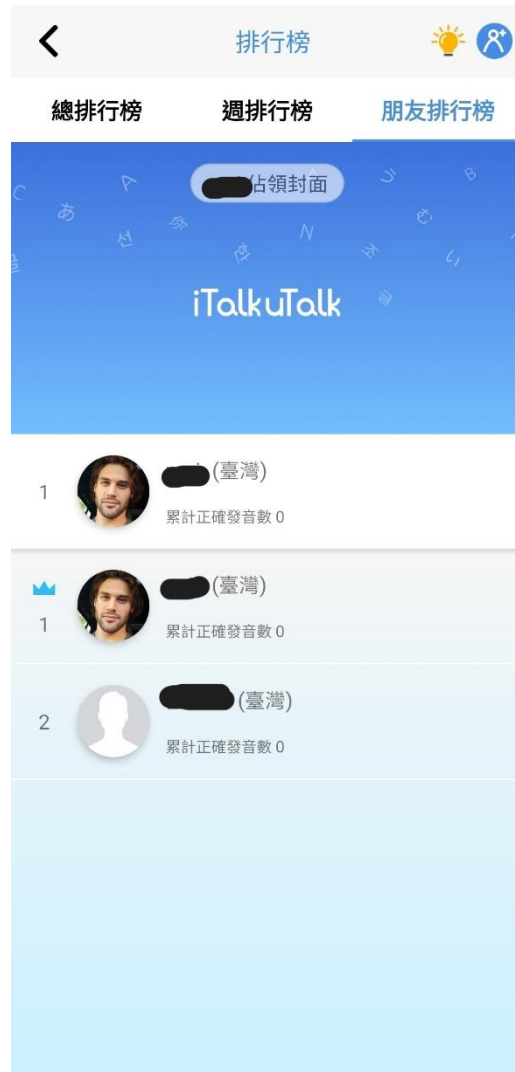 排行榜
總排行榜 週排行榜 朋友排行榜
佔領封面
iTalkuTalk
1
(臺灣)
累計正確發音數 0
1
(臺灣)
累計正確發音數 0
2
(臺灣)
累計正確發音數 0